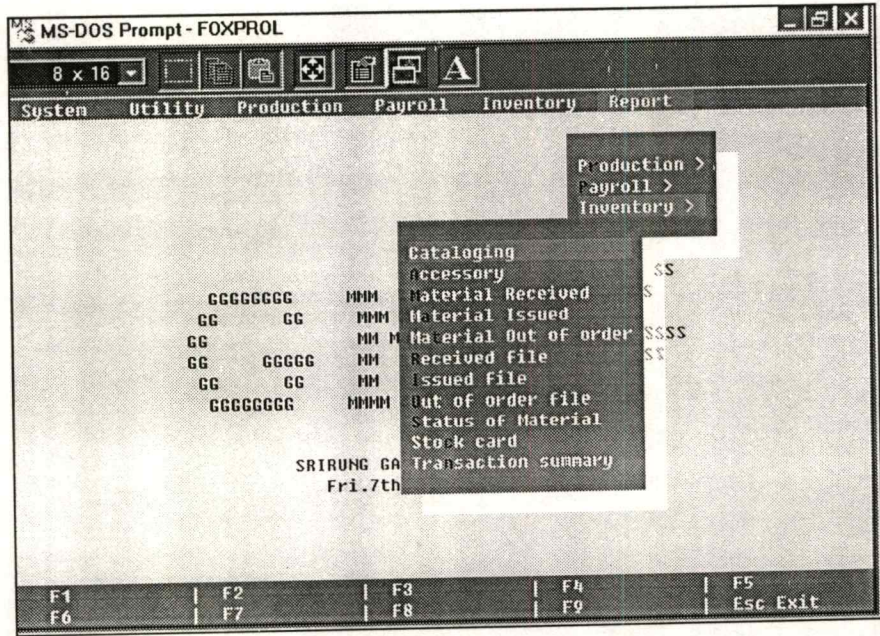 MS-DOS Prompt - FOXPROL
8 x 16
A
System Utility Production Payroll Inventory Report
Production >
Payroll >
Inventory >
Cataloging
Accessory SS
GGGGGGGG MMM Material Received S
GG GG MMM Material Issued
GG MM M Material Out of order SSSS
GG GGGGG MM Received file SS
GG GG MM Issued file
GGGGGGGG MMMM Out of order file
Status of Material
Stock card
SRIRUNG GA Transaction summary
Fri.7th
F1 | F2 | F3 | F4 | F5
F6 | F7 | F8 | F9 | Esc Exit